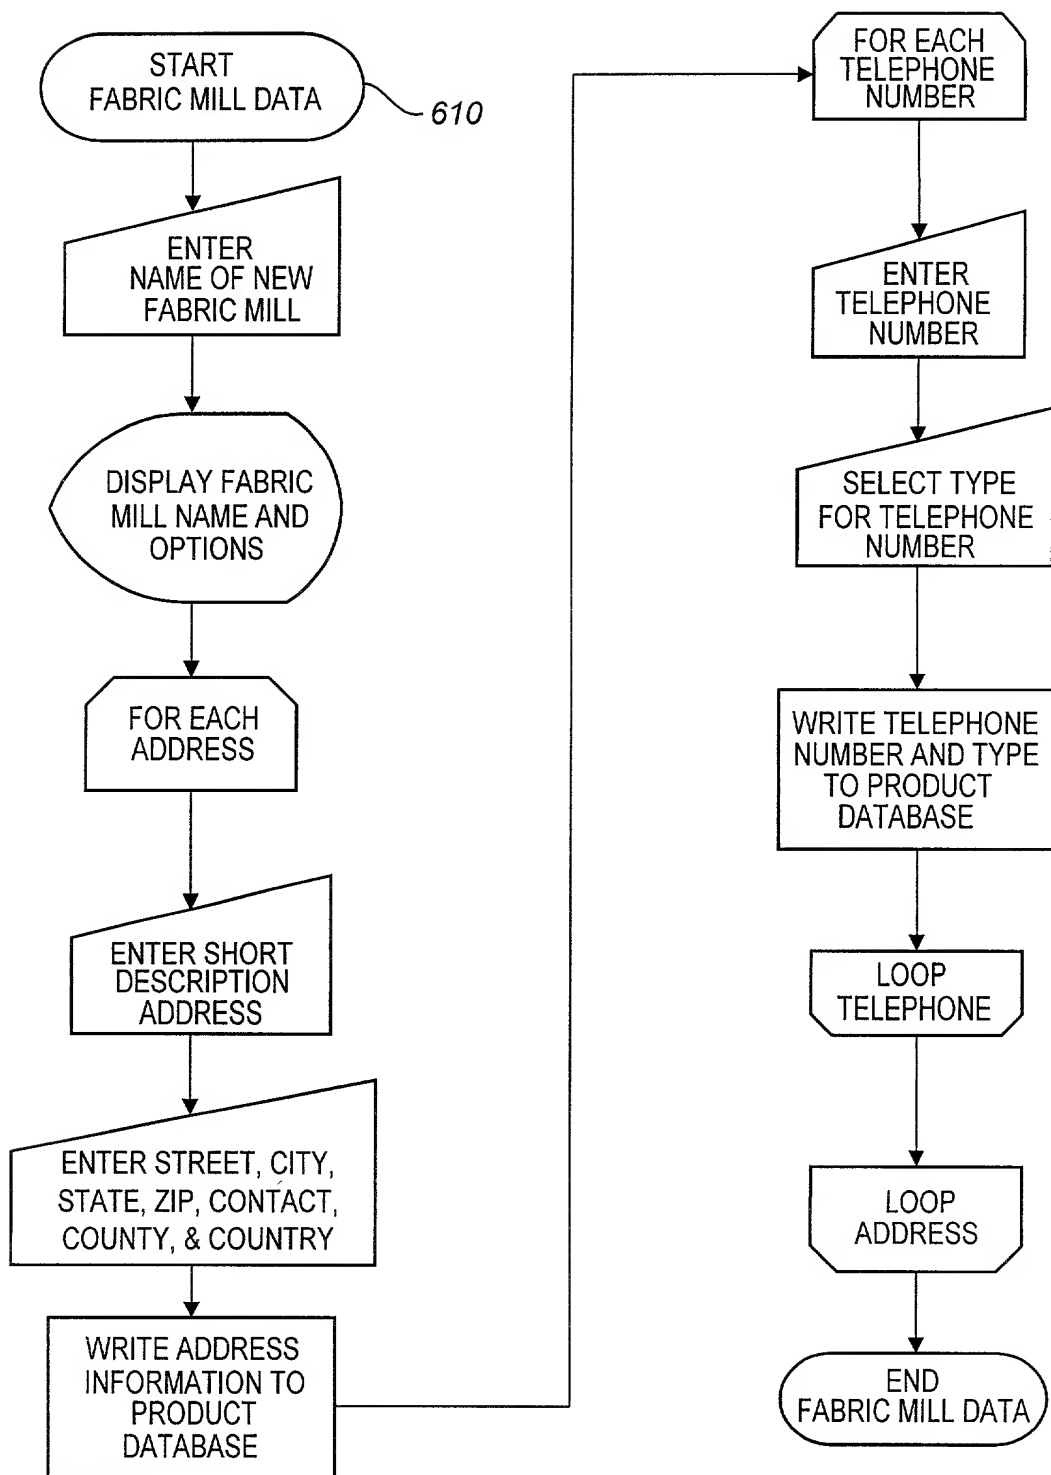 START
FABRIC MILL DATA
610
ENTER
NAME OF NEW
FABRIC MILL
DISPLAY FABRIC
MILL NAME AND
OPTIONS
FOR EACH
ADDRESS
ENTER SHORT
DESCRIPTION
ADDRESS
ENTER STREET, CITY,
STATE, ZIP, CONTACT,
COUNTY, & COUNTRY
WRITE ADDRESS
INFORMATION TO
PRODUCT
DATABASE
FOR EACH
TELEPHONE
NUMBER
ENTER
TELEPHONE
NUMBER
SELECT TYPE
FOR TELEPHONE
NUMBER
WRITE TELEPHONE
NUMBER AND TYPE
TO PRODUCT
DATABASE
LOOP
TELEPHONE
LOOP
ADDRESS
END
FABRIC MILL DATA